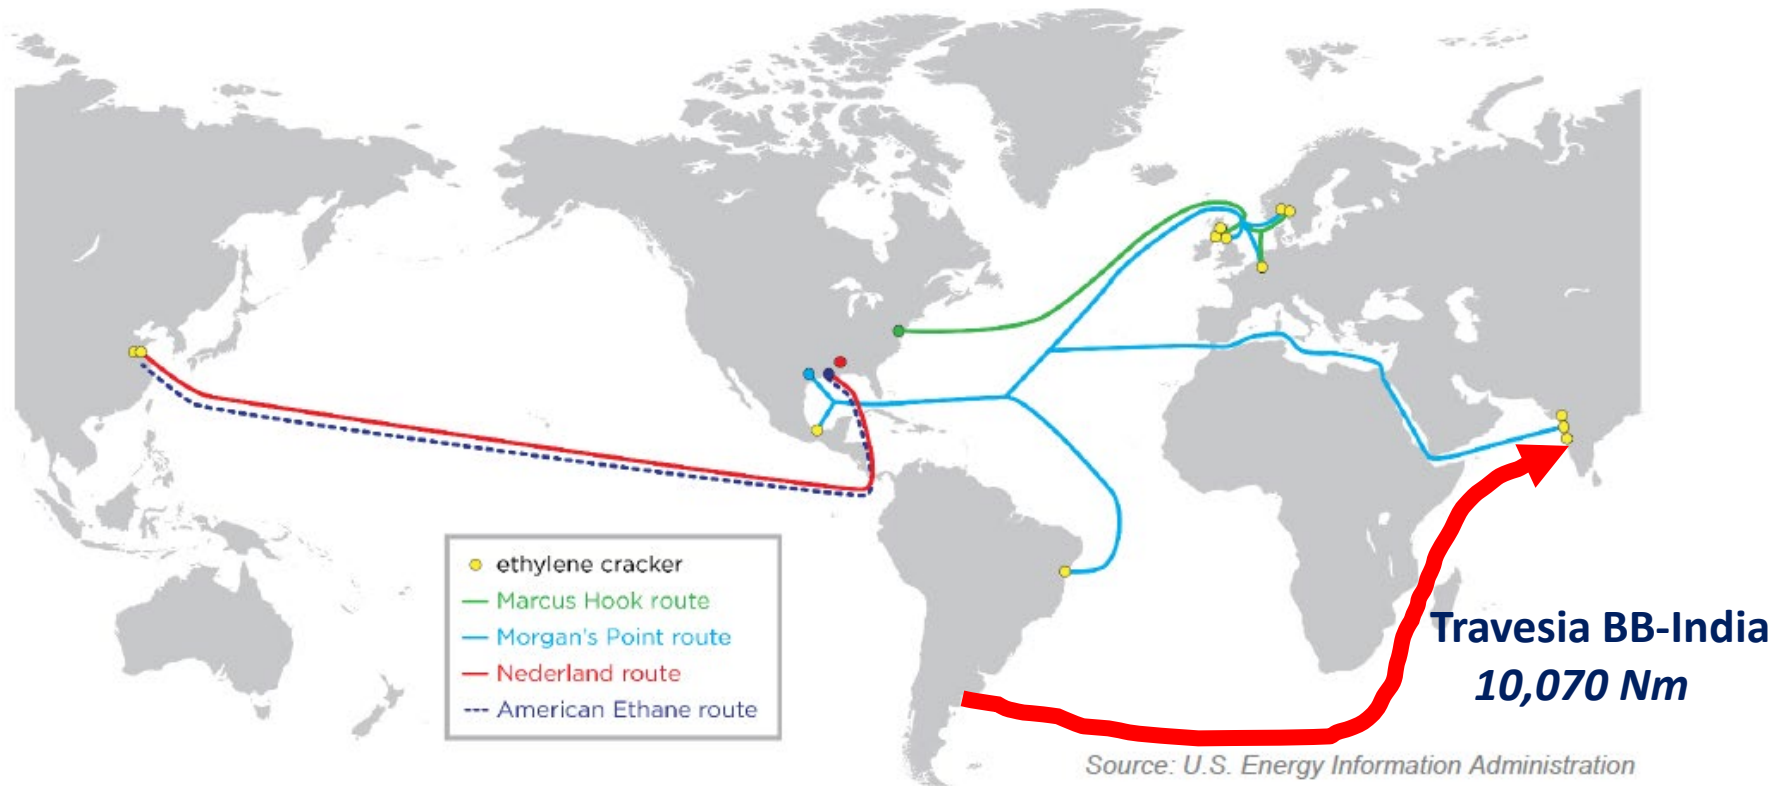 ethylene cracker
Marcus Hook route
Morgan's Point route
Nederland route
American Ethane route
Travesia BB-India
10,070 Nm
Source: U.S. Energy Information Administration